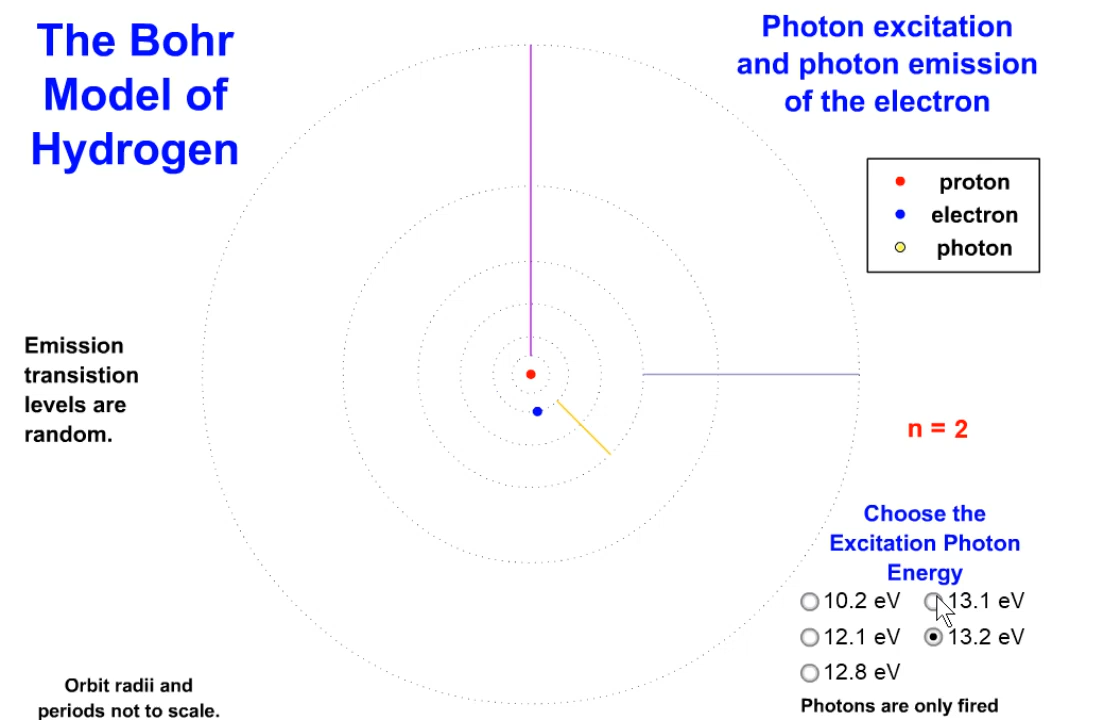 The Bohr
Model of
Hydrogen
Photon excitation
and photon emission
of the electron
proton
electron
photon
Emission
transistion
levels are
random.
n = 2
Choose the
Excitation Photon
Energy
10.2 eV 13.1 eV
12.1 eV 13.2 eV
12.8 eV
Orbit radii and
periods not to scale.
Photons are only fired